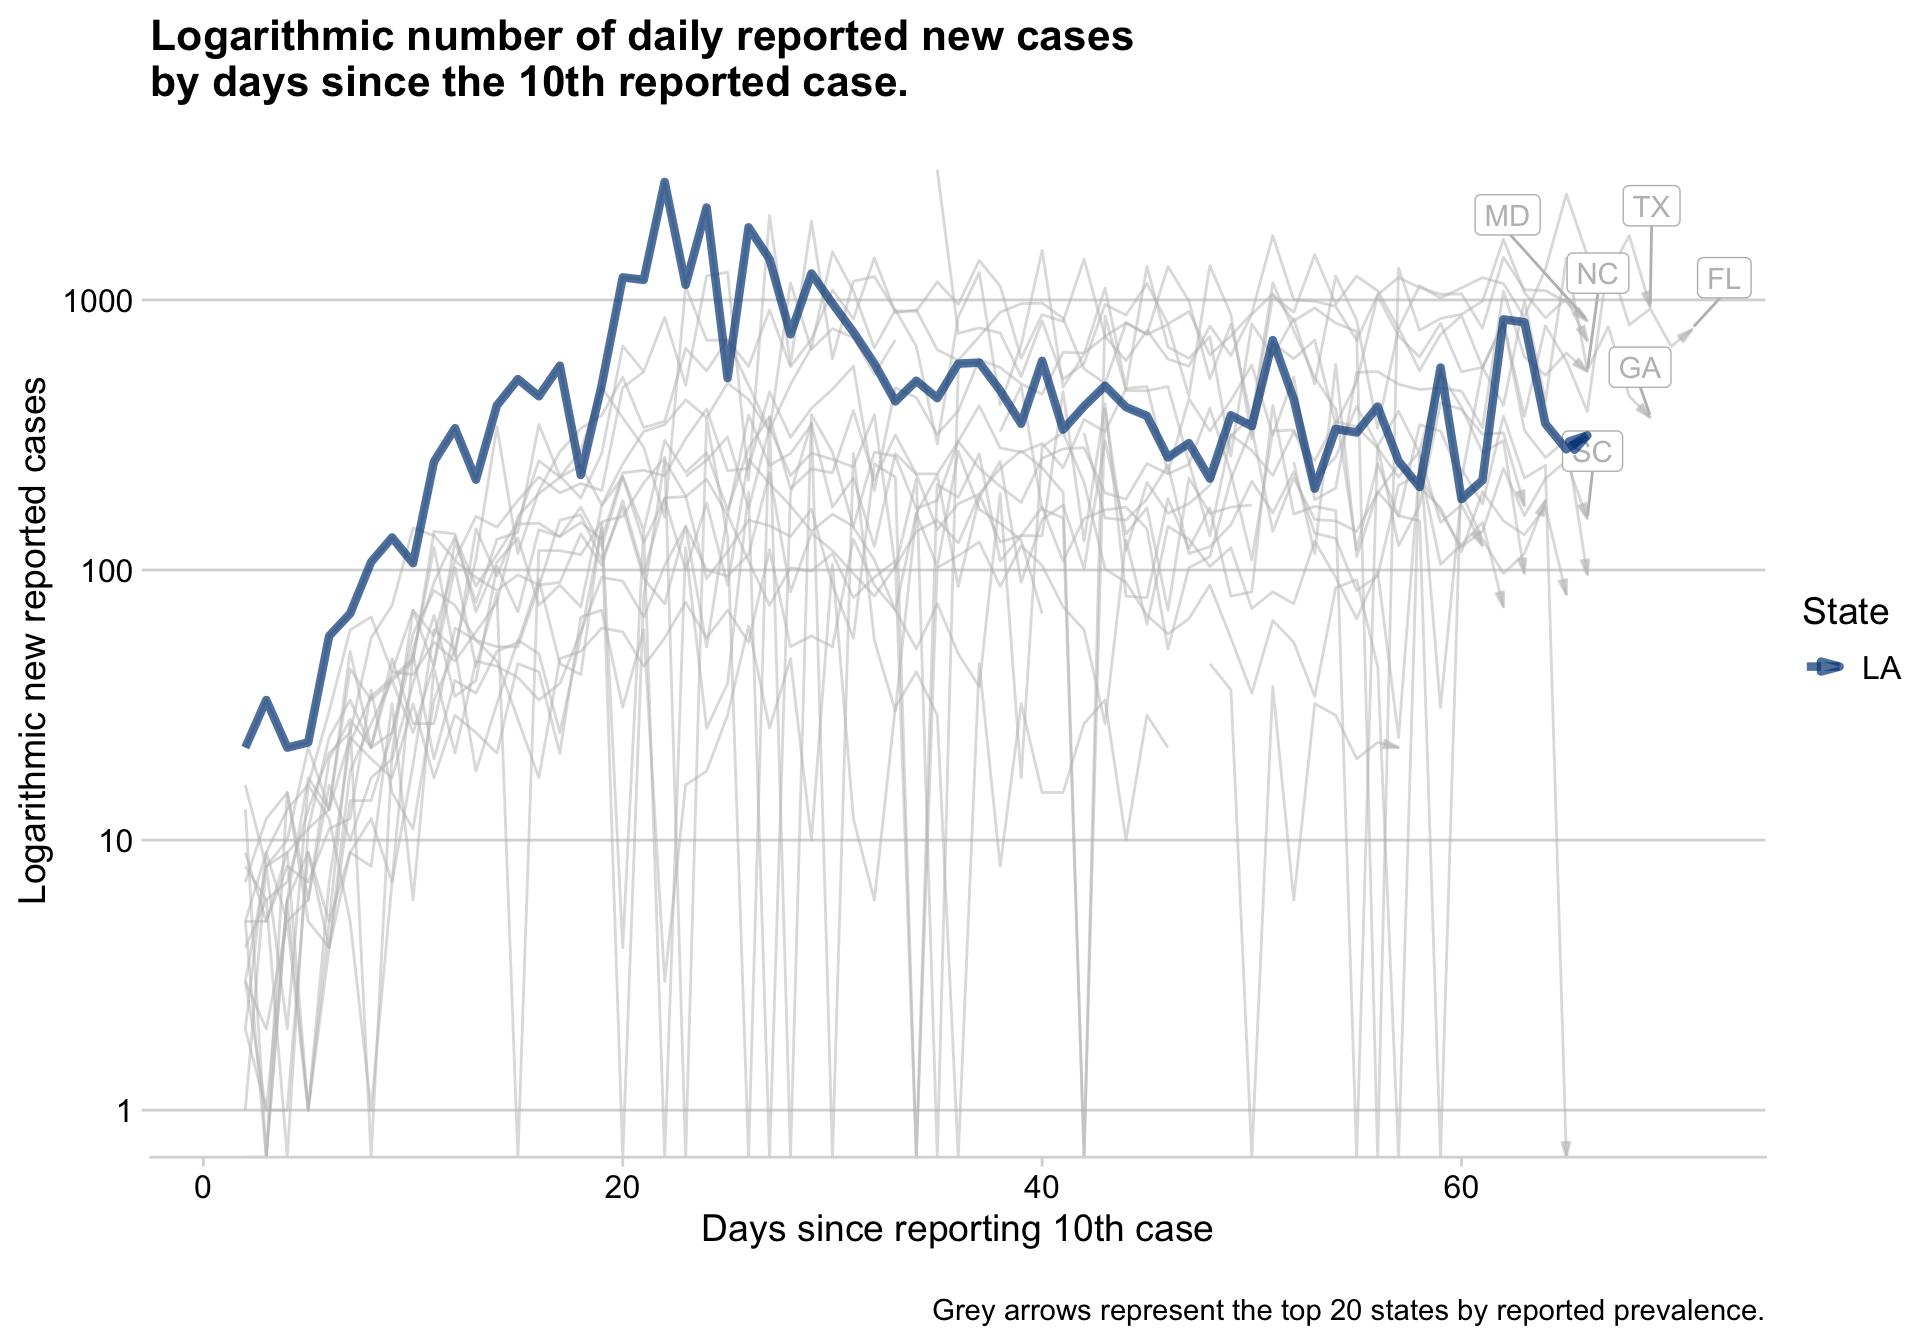 Logarithmic number of daily reported new cases
by days since the 10th reported case.
Logarithmic new reported cases
1000
100
10
1
MD
TX
NC
FL
GA
SC
State
LA
0
20
40
60
Days since reporting 10th case
Grey arrows represent the top 20 states by reported prevalence.